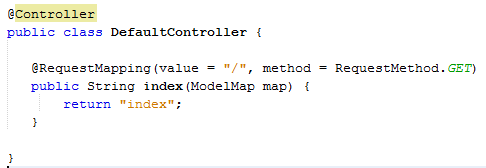 @Controller
public class DefaultController {
@RequestMapping(value = "/", method = RequestMethod.GET)
public String index(ModelMap map) {
return "index";
}
}